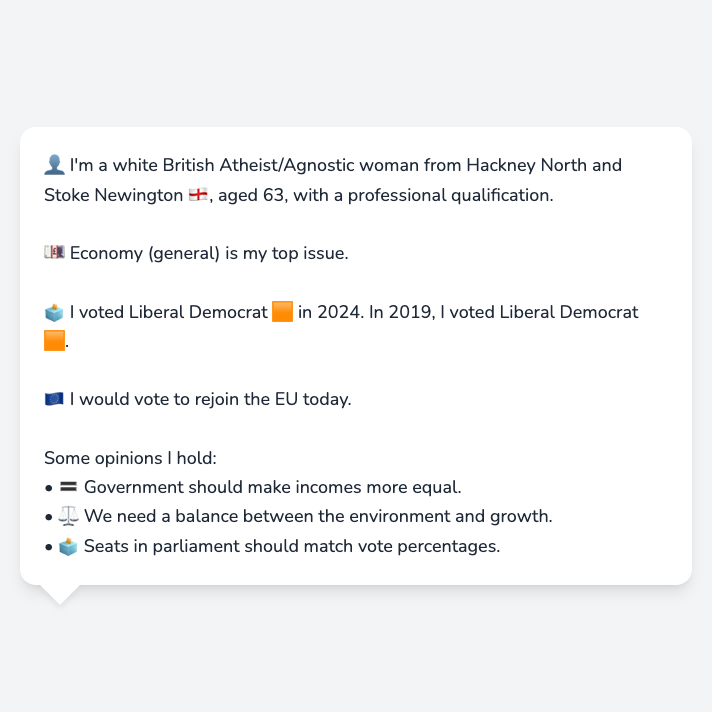 👤 I'm a white British Atheist/Agnostic woman from Hackney North and
Stoke Newington 🏴󠁧󠁢󠁥󠁮󠁧󠁿, aged 63, with a professional qualification.
💷 Economy (general) is my top issue.
🗳️ I voted Liberal Democrat 🟧 in 2024. In 2019, I voted Liberal Democrat
🟧.
🇪🇺 I would vote to rejoin the EU today.
Some opinions I hold:
• 🟰 Government should make incomes more equal.
• ⚖️ We need a balance between the environment and growth.
• 🗳️ Seats in parliament should match vote percentages.